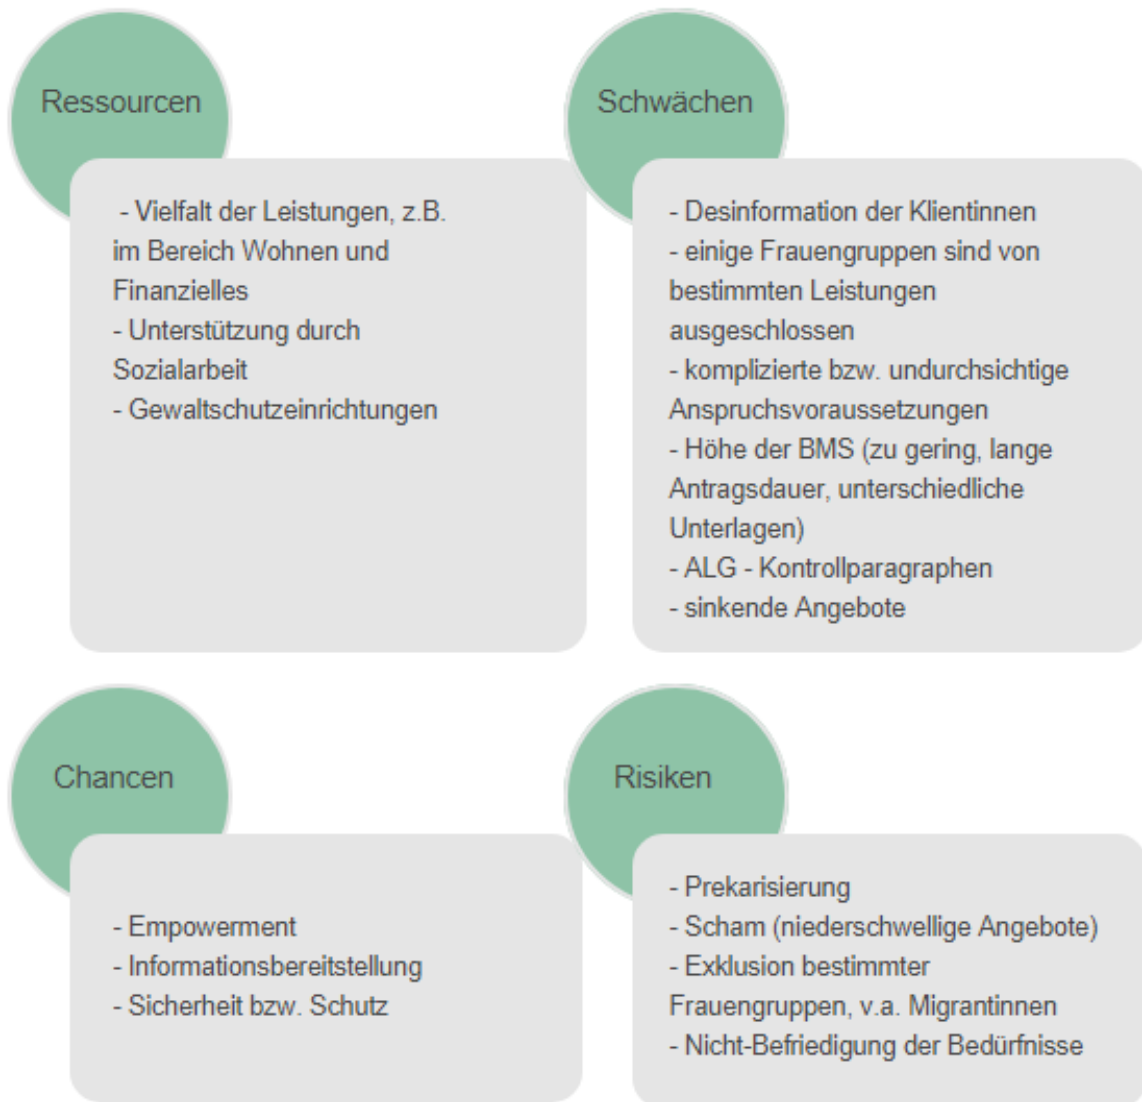 Ressourcen
- Vielfalt der Leistungen, z.B.
im Bereich Wohnen und
Finanzielles
- Unterstützung durch
Sozialarbeit
- Gewaltschutzeinrichtungen
Schwächen
- Desinformation der Klientinnen
- einige Frauengruppen sind von
bestimmten Leistungen
ausgeschlossen
- komplizierte bzw. undurchsichtige
Anspruchsvoraussetzungen
- Höhe der BMS (zu gering, lange
Antragsdauer, unterschiedliche
Unterlagen)
- ALG - Kontrollparagraphen
- sinkende Angebote
Chancen
- Empowerment
- Informationsbereitstellung
- Sicherheit bzw. Schutz
Risiken
- Prekarisierung
- Scham (niederschwellige Angebote)
- Exklusion bestimmter
Frauengruppen, v.a. Migrantinnen
- Nicht-Befriedigung der Bedürfnisse